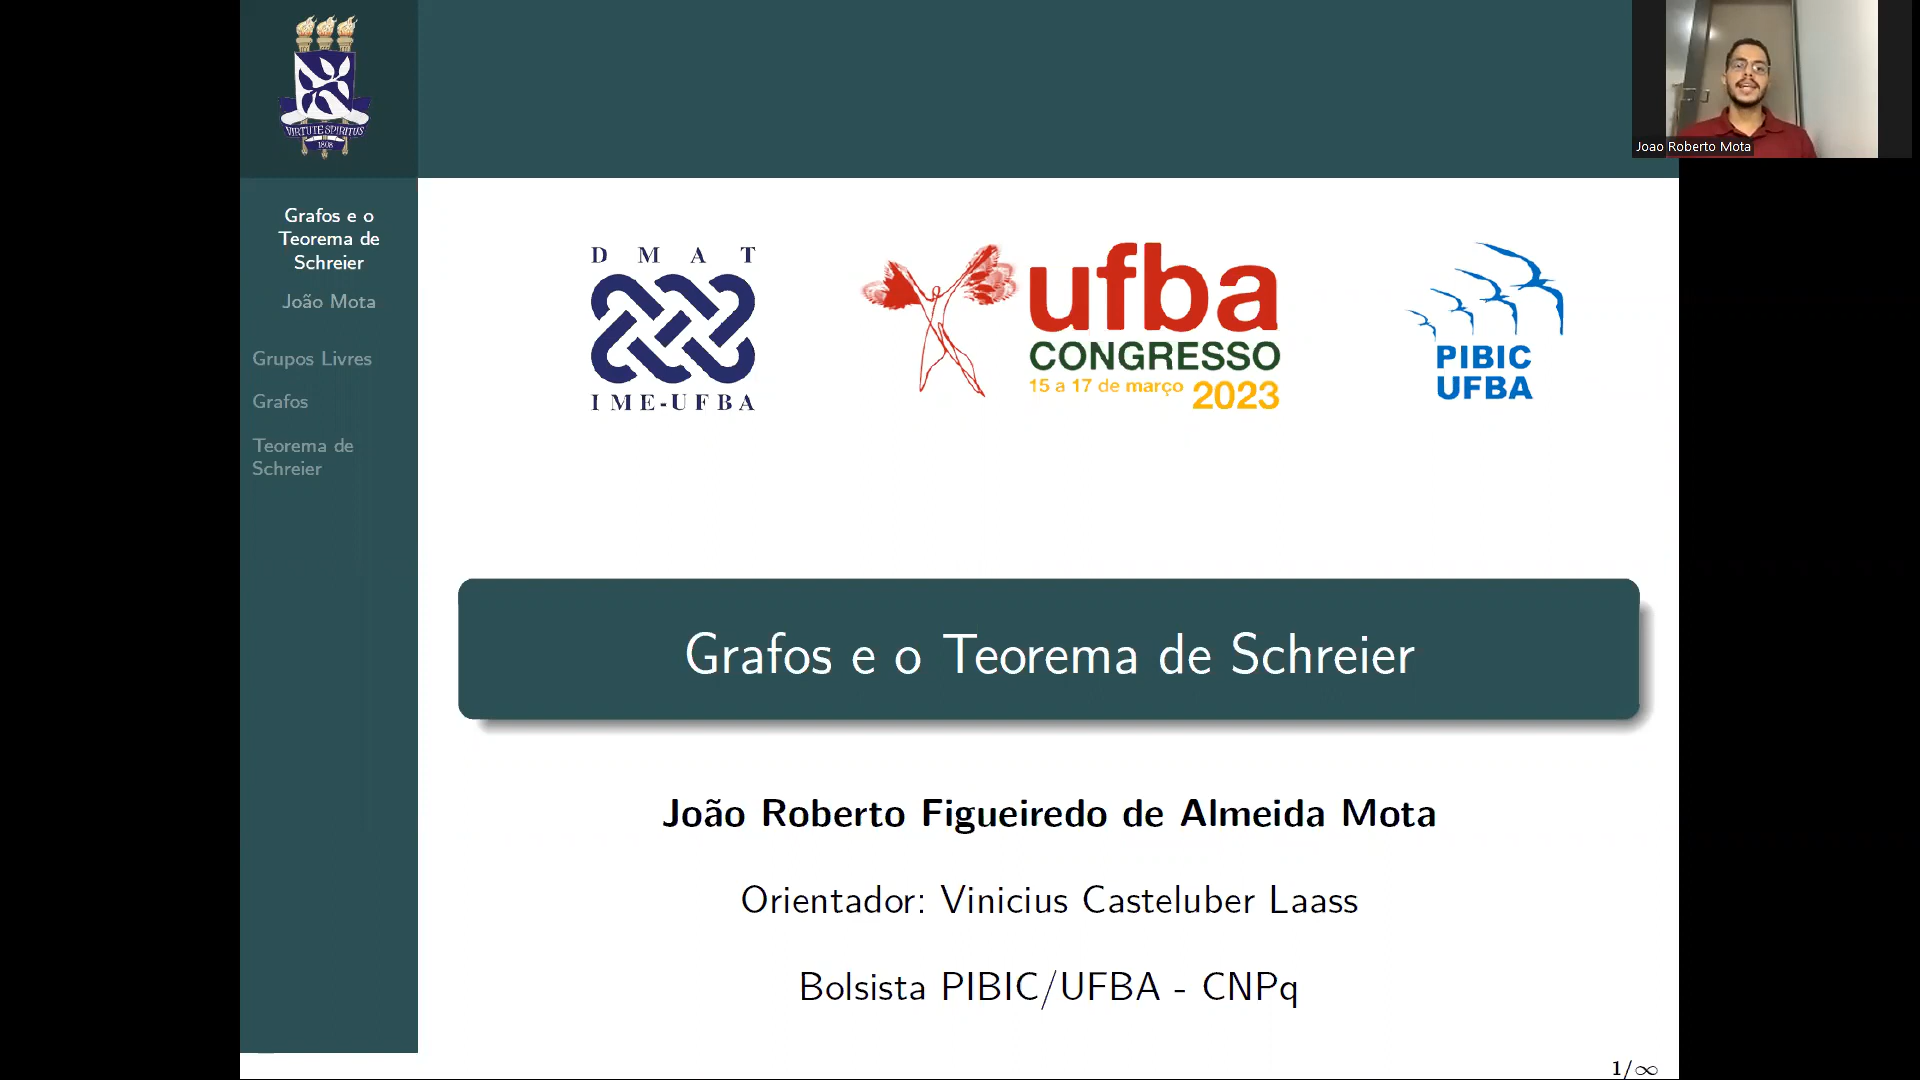 VIRTUTE SPIRITUS
1808
Grafos e o
Teorema de
Schreier
João Mota
Grupos Livres
Grafos
Teorema de
Schreier
D M A T
IME-UFBA
ufba
CONGRESSO
15 a 17 de março 2023
PIBIC
UFBA
Joao Roberto Mota
Grafos e o Teorema de Schreier
João Roberto Figueiredo de Almeida Mota
Orientador: Vinicius Casteluber Laass
Bolsista PIBIC/UFBA - CNPq
1/∞